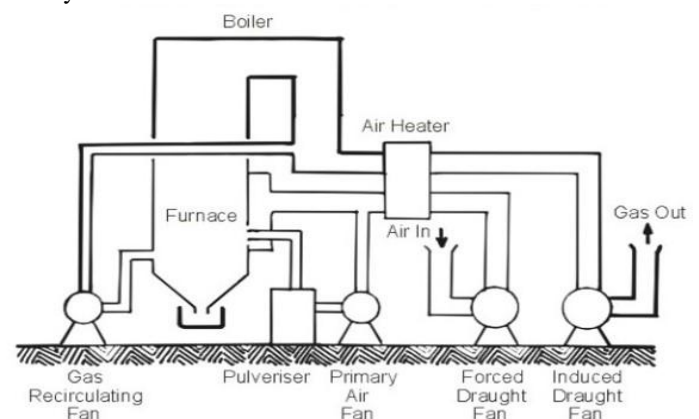 Boiler
Air Heater
Furnace
Gas Out
Air In
Gas
Recirculating
Fan
Pulveriser
Primary
Air
Fan
Forced
Draught
Fan
Induced
Draught
Fan